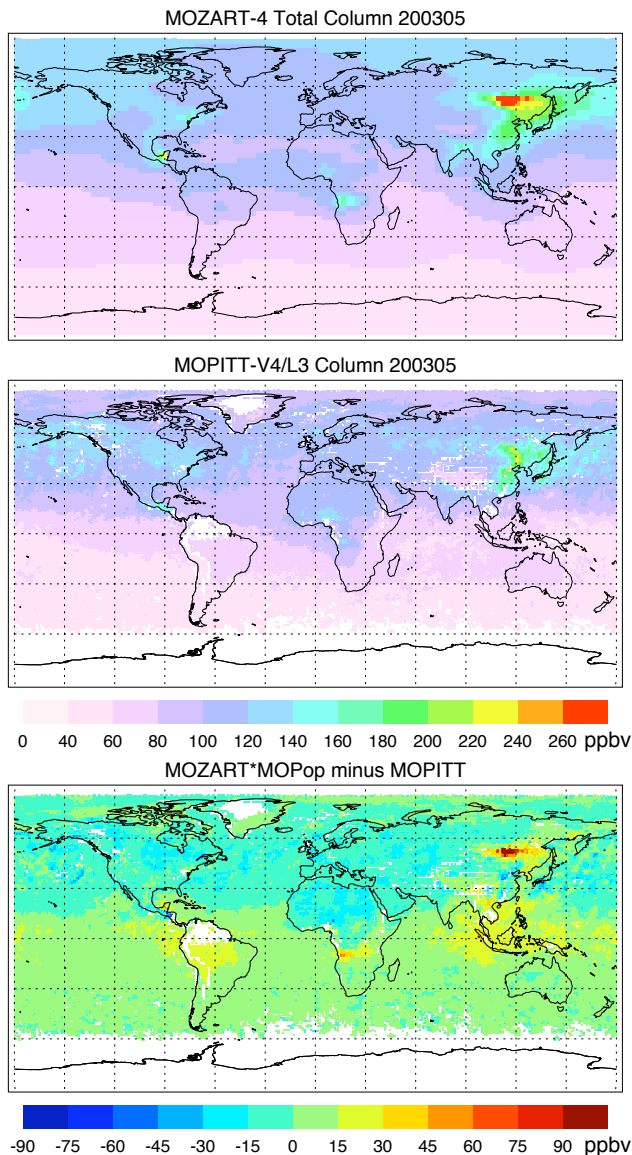 MOZART-4 Total Column 200305
MOPITT-V4/L3 Column 200305
0 40 60 80 100 120 140 160 180 200 220 240 260 ppbv
MOZART*MOPop minus MOPITT
-90 -75 -60 -45 -30 -15 0 15 30 45 60 75 90 ppbv